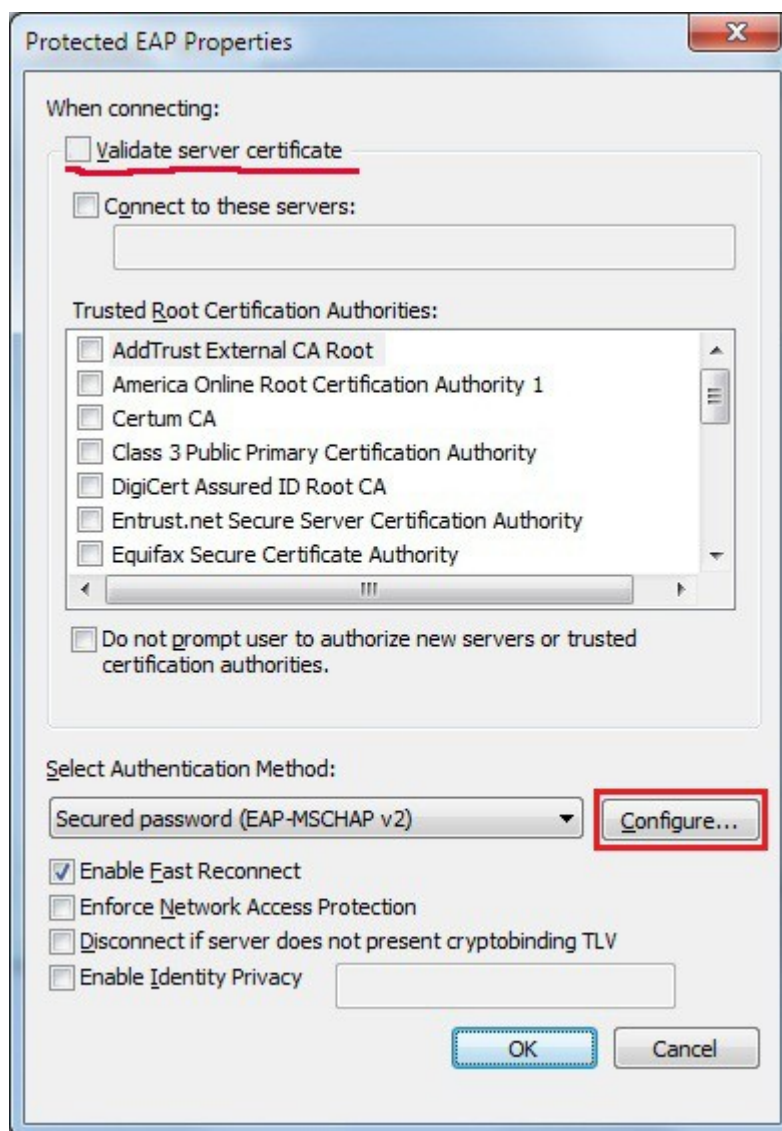 Protected EAP Properties
When connecting:
Validate server certificate
Connect to these servers:
Trusted Root Certification Authorities:
AddTrust External CA Root
America Online Root Certification Authority 1
Certum CA
Class 3 Public Primary Certification Authority
DigiCert Assured ID Root CA
Entrust.net Secure Server Certification Authority
Equifax Secure Certificate Authority
Do not prompt user to authorize new servers or trusted
certification authorities.
Select Authentication Method:
Secured password (EAP-MSCHAP v2)
Configure...
Enable Fast Reconnect
Enforce Network Access Protection
Disconnect if server does not present cryptobinding TLV
Enable Identity Privacy
OK
Cancel